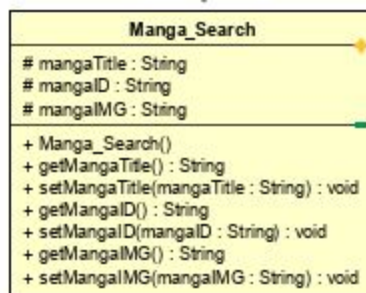 Manga_Search
# mangaTitle : String
# mangaID : String
# mangaIMG : String
+ Manga_Search()
+ getMangaTitle() : String
+ setMangaTitle(mangaTitle : String) : void
+ getMangaID() : String
+ setMangaID(mangaID : String) : void
+ getMangaIMG() : String
+ setMangaIMG(mangaIMG : String) : void